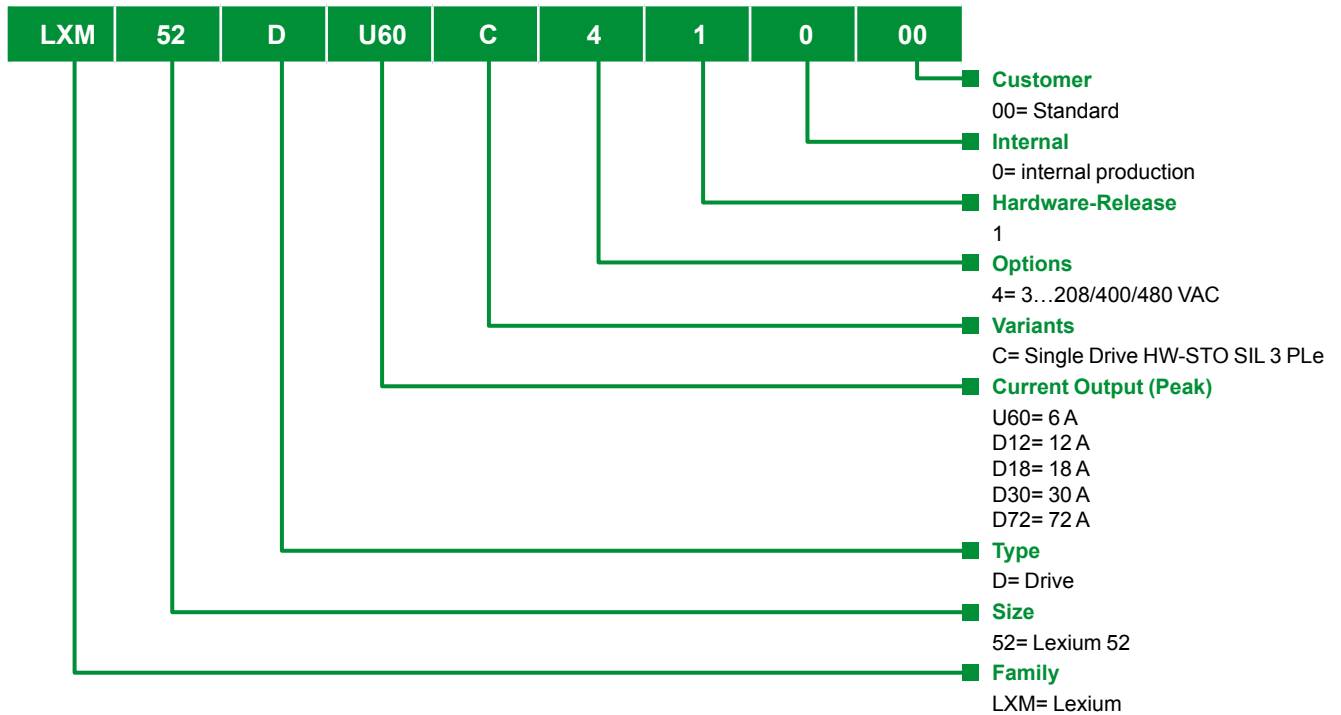 LXM 52 D U60 C 4 1 0 00
Customer
00= Standard
Internal
0= internal production
Hardware-Release
1
Options
4= 3…208/400/480 VAC
Variants
C= Single Drive HW-STO SIL 3 PLe
Current Output (Peak)
U60= 6 A
D12= 12 A
D18= 18 A
D30= 30 A
D72= 72 A
Type
D= Drive
Size
52= Lexium 52
Family
LXM= Lexium